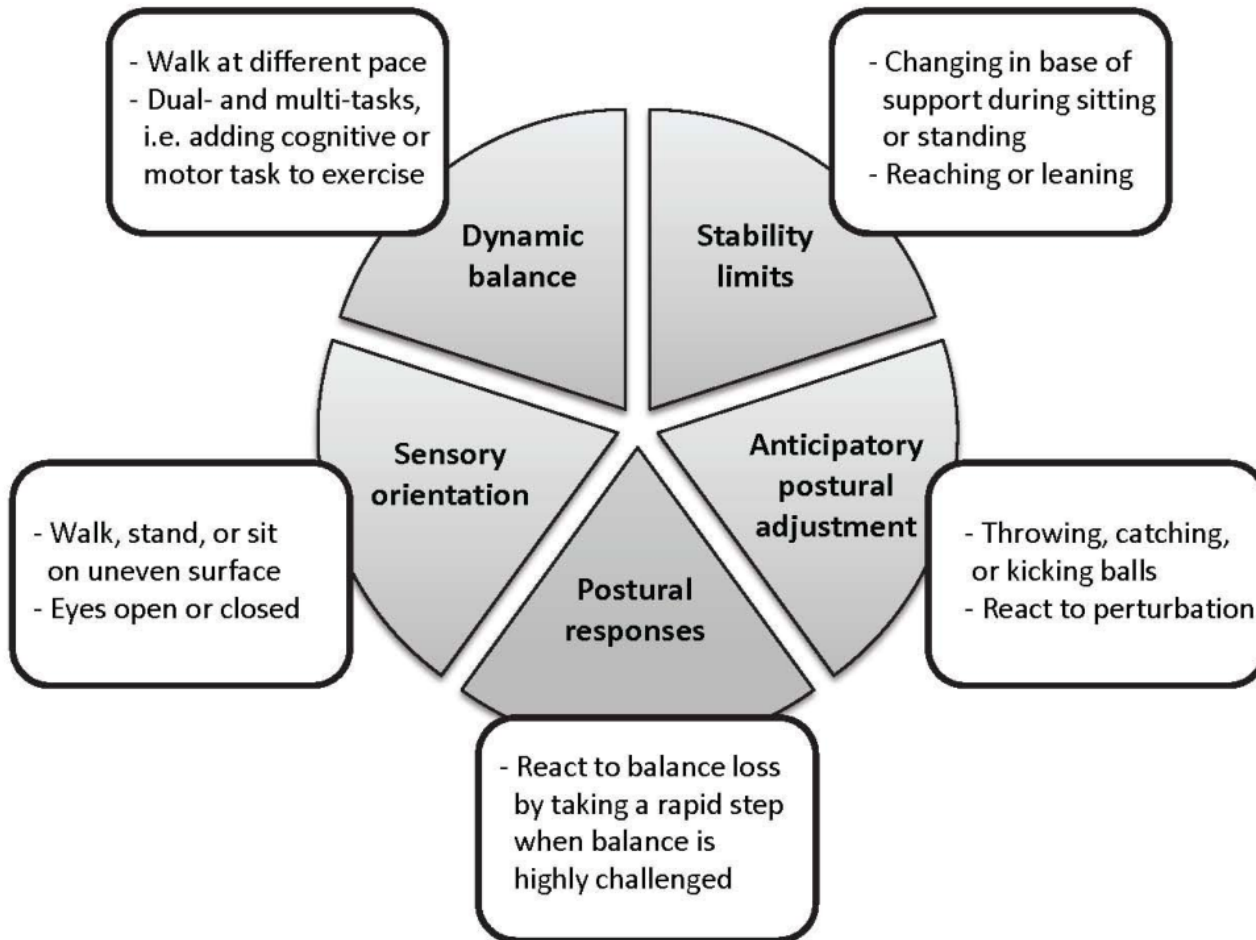 - Walk at different pace
- Dual- and multi-tasks,
i.e. adding cognitive or
motor task to exercise
- Changing in base of
support during sitting
or standing
- Reaching or leaning
Dynamic
balance
Stability
limits
Sensory
orientation
Anticipatory
postural
adjustment
- Walk, stand, or sit
on uneven surface
- Eyes open or closed
- Throwing, catching,
or kicking balls
- React to perturbation
Postural
responses
- React to balance loss
by taking a rapid step
when balance is
highly challenged